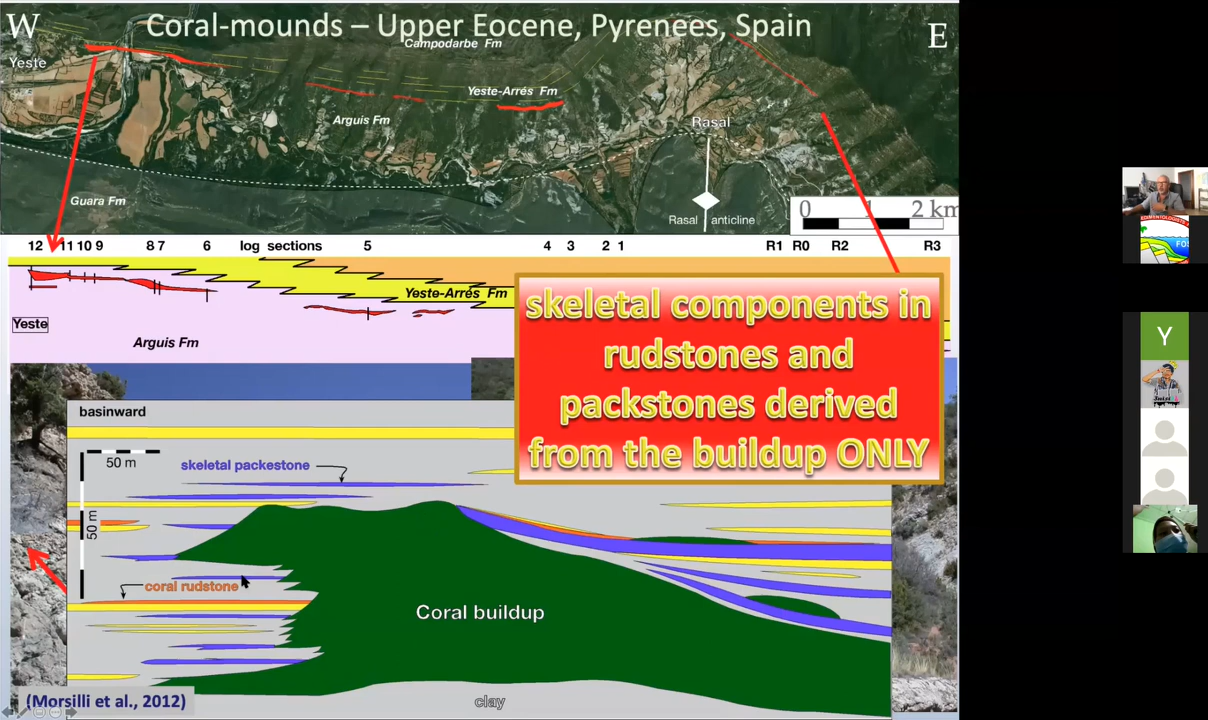 W
Coral-mounds – Upper Eocene, Pyrenees, Spain
E
Campodarbe Fm
Yeste
Yeste-Arrés Fm
Arguis Fm
Rasal
Guara Fm
Rasal anticline
0 1 2 km
12 11 10 9 8 7 6 log sections 5 4 3 2 1 R1 R0 R2 R3
Yeste-Arrés Fm
Yeste
Arguis Fm
skeletal components in
rudstones and
packstones derived
from the buildup ONLY
basinward
50 m
skeletal packestone
50 m
coral rudstone
Coral buildup
(Morsilli et al., 2012)
clay
Y
FOS